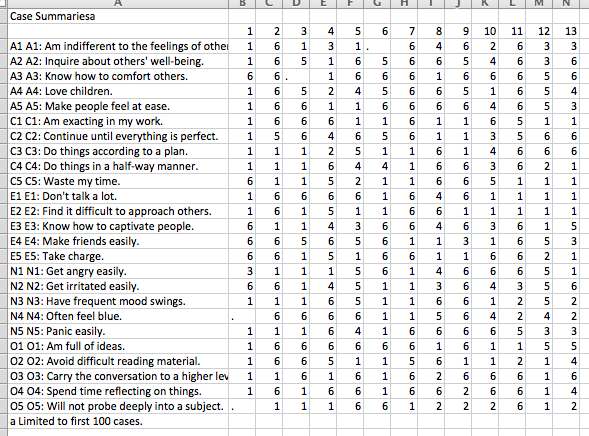 A B C D E F G H I J K L M N
Case Summariesa
1 2 3 4 5 6 7 8 9 10 11 12 13
A1 A1: Am indifferent to the feelings of other 1 6 1 3 1 . 6 4 6 2 6 3 3
A2 A2: Inquire about others' well-being. 1 6 5 1 6 5 6 6 5 4 6 3 6
A3 A3: Know how to comfort others. 6 6 . 1 6 6 6 1 6 6 6 5 6
A4 A4: Love children. 1 6 5 2 4 5 6 6 5 1 6 5 4
A5 A5: Make people feel at ease. 1 6 6 1 1 6 6 6 6 4 6 5 3
C1 C1: Am exacting in my work. 1 6 6 6 1 1 6 1 1 6 5 1 1
C2 C2: Continue until everything is perfect. 1 5 6 4 6 5 1 1 1 3 5 6 6
C3 C3: Do things according to a plan. 1 1 1 2 5 1 1 6 1 4 6 6 6
C4 C4: Do things in a half-way manner. 1 1 1 6 4 4 1 6 6 3 6 2 1
C5 C5: Waste my time. 6 1 1 5 2 1 1 6 6 5 1 1 1
E1 E1: Don't talk a lot. 1 6 6 6 6 1 6 4 6 1 1 1 1
E2 E2: Find it difficult to approach others. 1 6 1 5 1 1 6 6 6 1 1 1 1
E3 E3: Know how to captivate people. 6 1 1 4 3 6 6 4 6 3 6 1 5
E4 E4: Make friends easily. 6 6 5 6 5 6 1 1 3 1 6 5 3
E5 E5: Take charge. 6 6 1 5 1 6 6 1 1 6 6 2 1
N1 N1: Get angry easily. 3 1 1 1 5 6 1 4 6 6 6 5 1
N2 N2: Get irritated easily. 6 6 1 4 5 1 1 3 6 4 3 5 6
N3 N3: Have frequent mood swings. 1 1 1 6 5 1 1 6 6 1 2 5 2
N4 N4: Often feel blue. . 6 6 6 6 1 1 5 6 4 2 4 2
N5 N5: Panic easily. 1 1 1 6 4 1 6 6 6 6 5 3 3
O1 O1: Am full of ideas. 1 6 6 5 6 6 6 1 6 1 1 5 5
O2 O2: Avoid difficult reading material. 1 6 6 5 1 1 5 6 1 1 2 1 4
O3 O3: Carry the conversation to a higher lev 1 1 6 1 6 1 6 2 6 6 6 1 6
O4 O4: Spend time reflecting on things. 1 6 1 6 6 1 1 6 2 6 6 1 4
O5 O5: Will not probe deeply into a subject. . 1 1 1 6 6 1 2 2 2 6 1 2
a Limited to first 100 cases.